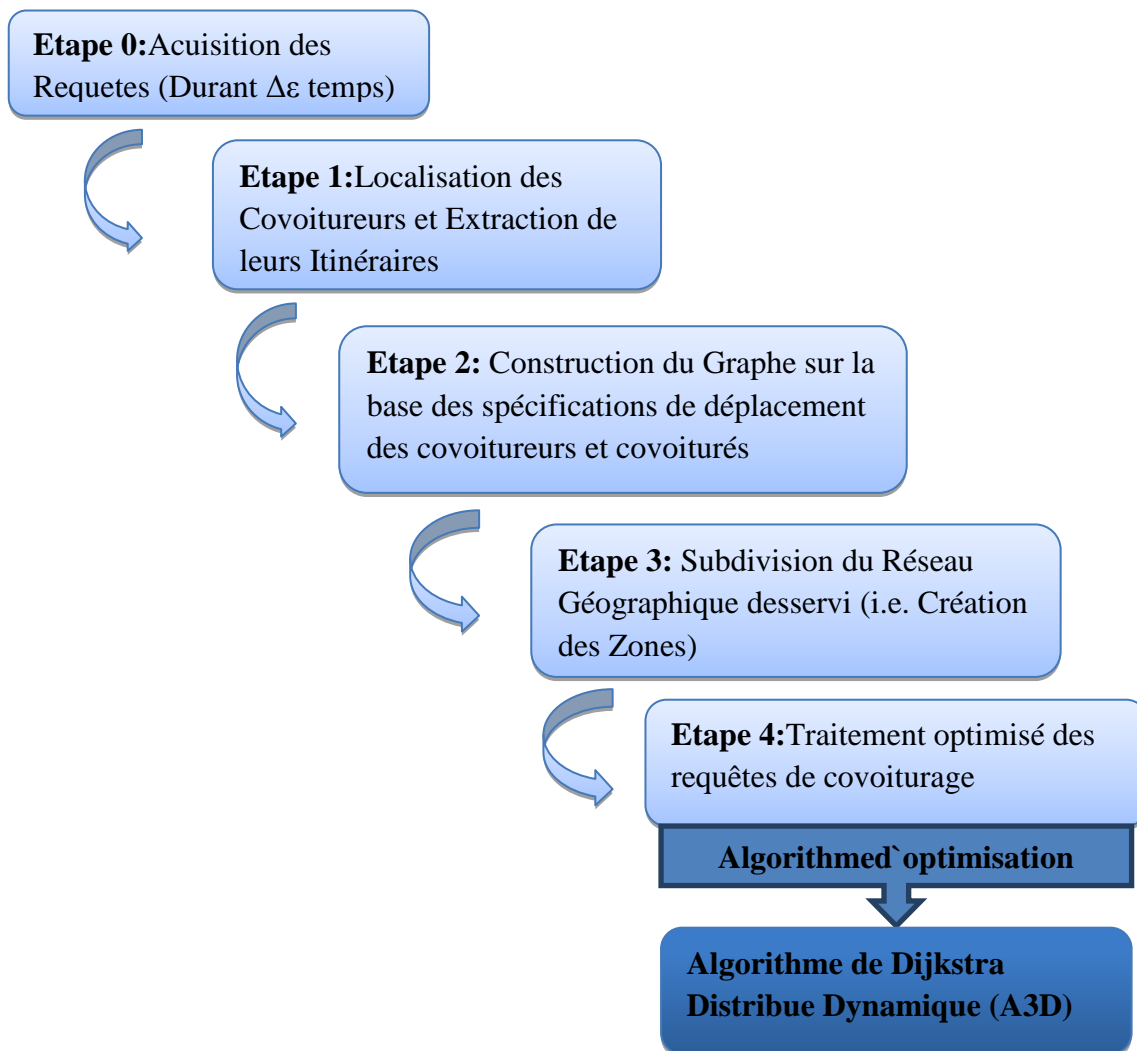 Etape 0:Acuisition des
Requetes (Durant Δε temps)
Etape 1:Localisation des
Covoitureurs et Extraction de
leurs Itinéraires
Etape 2: Construction du Graphe sur la
base des spécifications de déplacement
des covoitureurs et covoiturés
Etape 3: Subdivision du Réseau
Géographique desservi (i.e. Création
des Zones)
Etape 4:Traitement optimisé des
requêtes de covoiturage
Algorithmed`optimisation
Algorithme de Dijkstra
Distribue Dynamique (A3D)